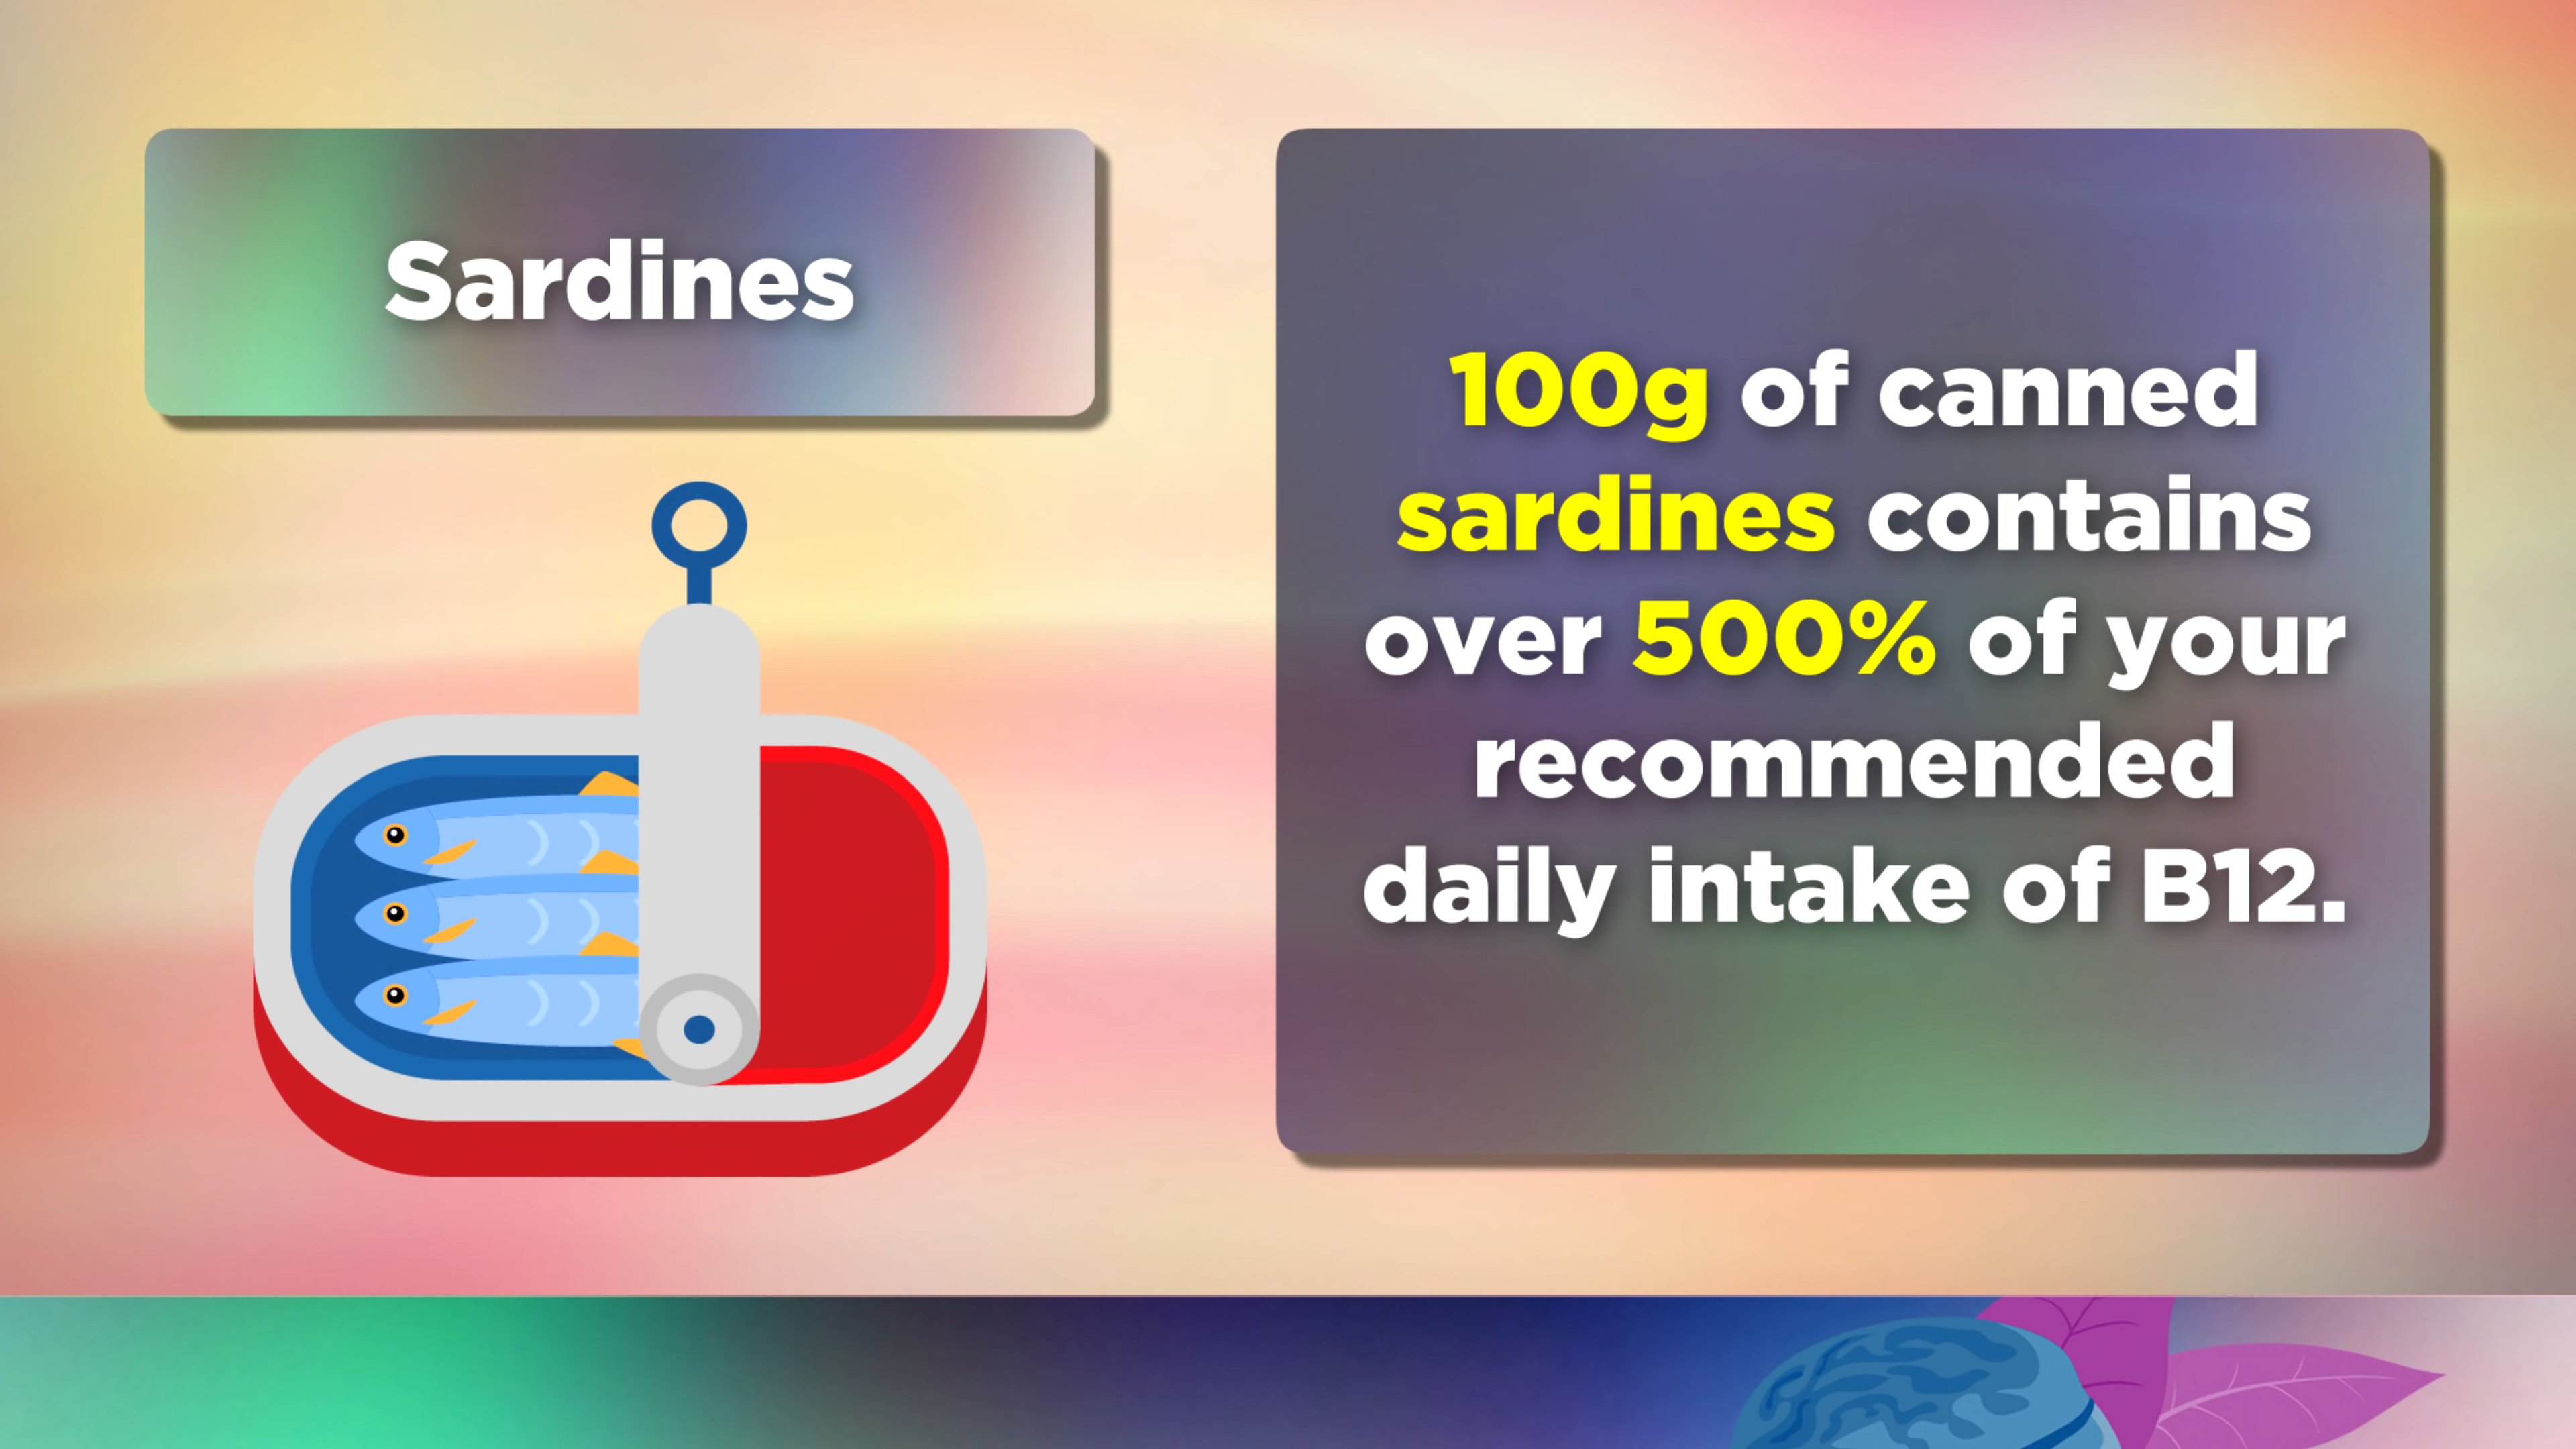 Sardines
100g of canned
sardines contains
over 500% of your
recommended
daily intake of B12.